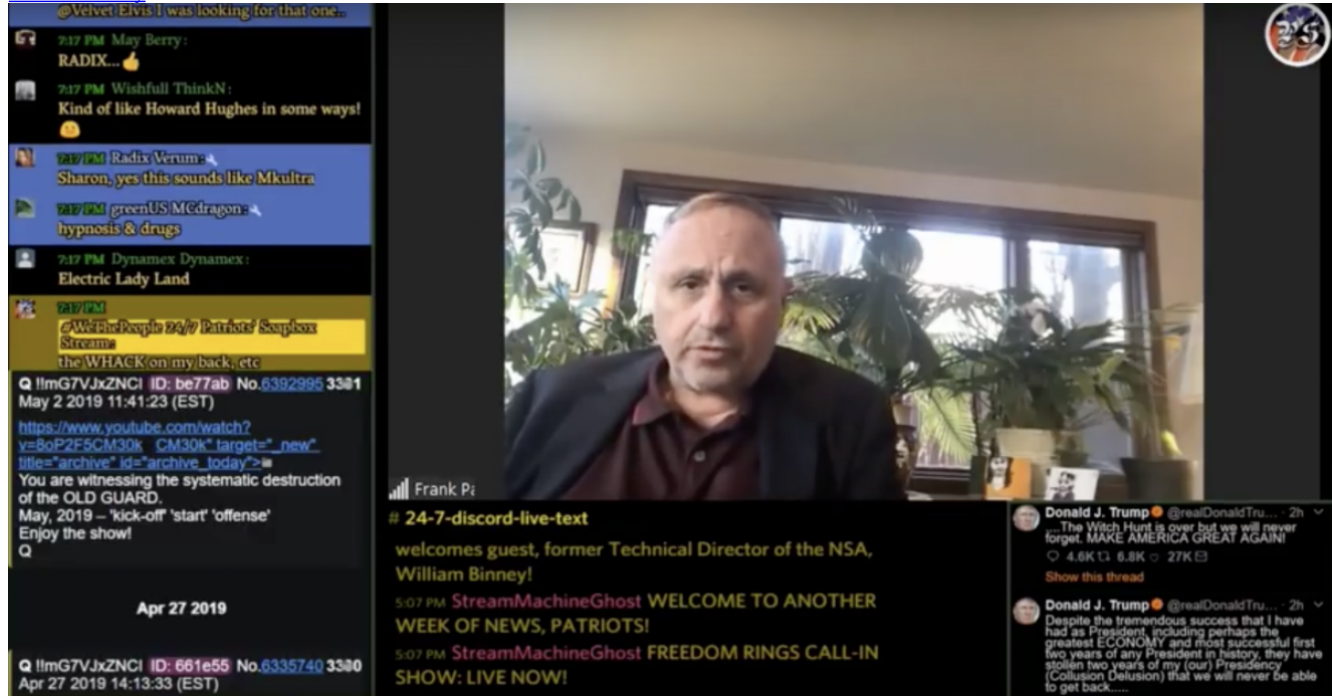 @Velvet Elvis I was looking for that one..
7:17 PM May Berry:
RADIX...👍
7:17 PM Wishfull ThinkN:
Kind of like Howard Hughes in some ways!
7:17 PM Radix Verum:
Sharon, yes this sounds like Mkultra
7:17 PM greenUS MCdragon:
hypnosis & drugs
7:17 PM Dynamex Dynamex:
Electric Lady Land
7:17 PM
#WeThePeople 24/7 Patriots' Soapbox
Stream:
the WHACK on my back, etc
Q !!mG7VJxZNCI ID: be77ab No.6392995
May 2 2019 11:41:23 (EST)
https://www.youtube.com/watch?
v=8oP2F5CM30k CM30k" target="_new"
title="archive" id="archive_today">
You are witnessing the systematic destruction
of the OLD GUARD.
May, 2019 – 'kick-off' 'start' 'offense'
Enjoy the show!
Q
Apr 27 2019
Q !!mG7VJxZNCI ID: 661e55 No.6335740
Apr 27 2019 14:13:33 (EST)
PS
Frank Pa
# 24-7-discord-live-text
welcomes guest, former Technical Director of the NSA,
William Binney!
5:07 PM StreamMachineGhost WELCOME TO ANOTHER
WEEK OF NEWS, PATRIOTS!
5:07 PM StreamMachineGhost FREEDOM RINGS CALL-IN
SHOW: LIVE NOW!
Donald J. Trump @realDonaldTru... · 2h
....The Witch Hunt is over but we will never
forget. MAKE AMERICA GREAT AGAIN!
4.6K 6.8K 27K
Show this thread
Donald J. Trump @realDonaldTru... · 2h
Despite the tremendous success that I have
had as President, including perhaps the
greatest ECONOMY and most successful first
two years of any President in history, they have
stolen two years of my (our) Presidency
(Collusion Delusion) that we will never be able
to get back.....